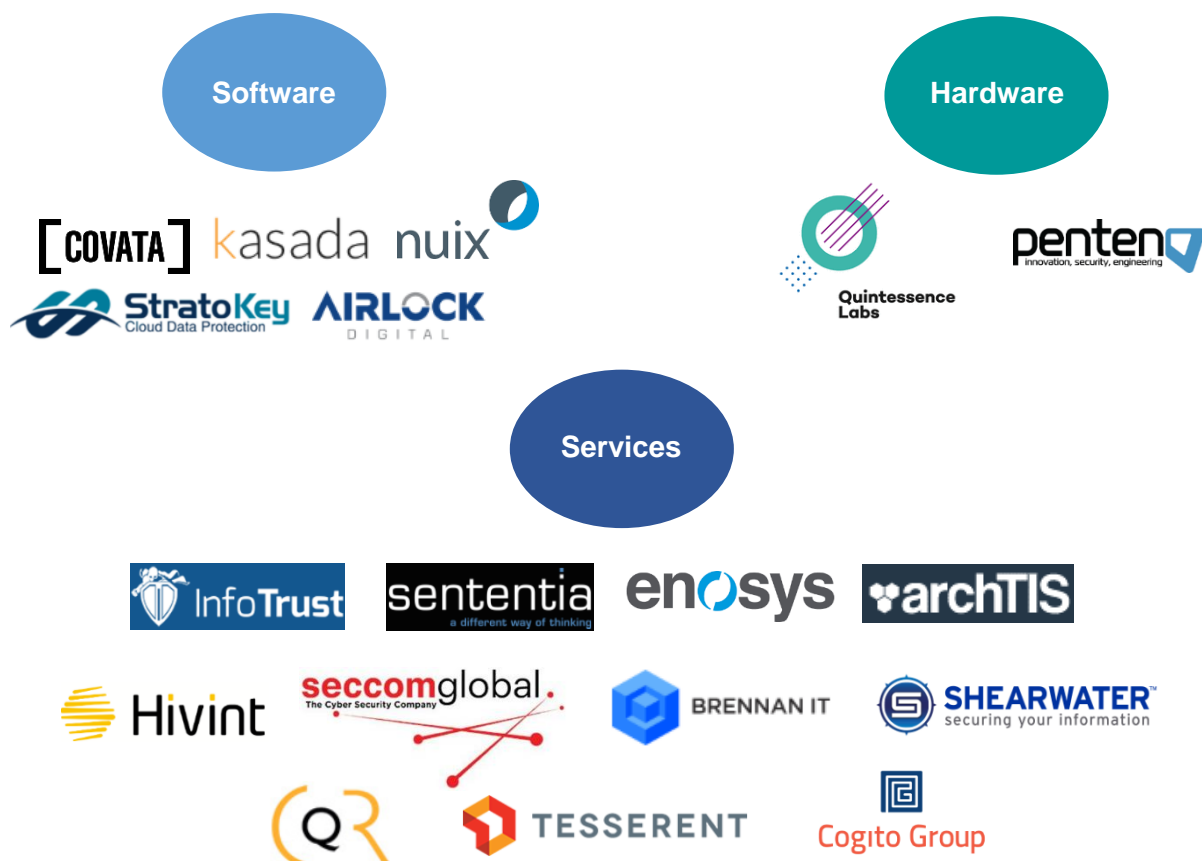 Software
Hardware
[COVATA]
kasada
nuix
Quintessence
Labs
penten
innovation, security, engineering
StratoKey
Cloud Data Protection
AIRLOCK
DIGITAL
Services
InfoTrust
sententia
a different way of thinking
enosys
archTIS
Hivint
seccomglobal.
The Cyber Security Company
BRENNAN IT
SHEARWATER™
securing your information
CQR
TESSERENT
Cogito Group